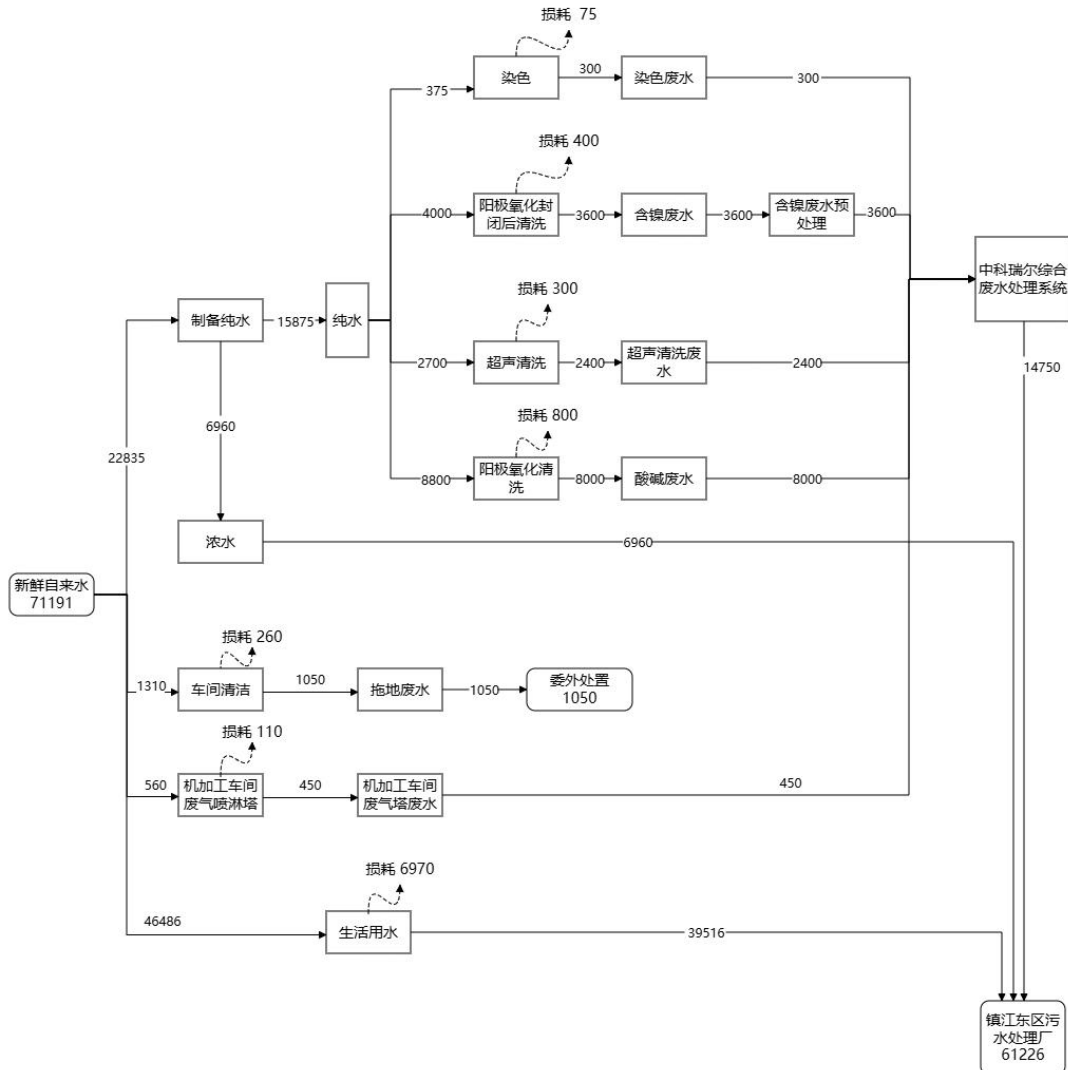 损耗 75
染色
300
染色废水
300
375
损耗 400
4000
阳极氧化封
闭后清洗
3600
含镍废水
3600
含镍废水预
处理
3600
中科瑞尔综合
废水处理系统
制备纯水
15875
纯水
损耗 300
2700
超声清洗
2400
超声清洗废
水
2400
14750
6960
22835
损耗 800
8800
阳极氧化清
洗
8000
酸碱废水
8000
浓水
6960
新鲜自来水
71191
损耗 260
1310
车间清洁
1050
拖地废水
1050
委外处置
1050
损耗 110
560
机加工车间
废气喷淋塔
450
机加工车间
废气塔废水
450
损耗 6970
46486
生活用水
39516
镇江东区污
水处理厂
61226